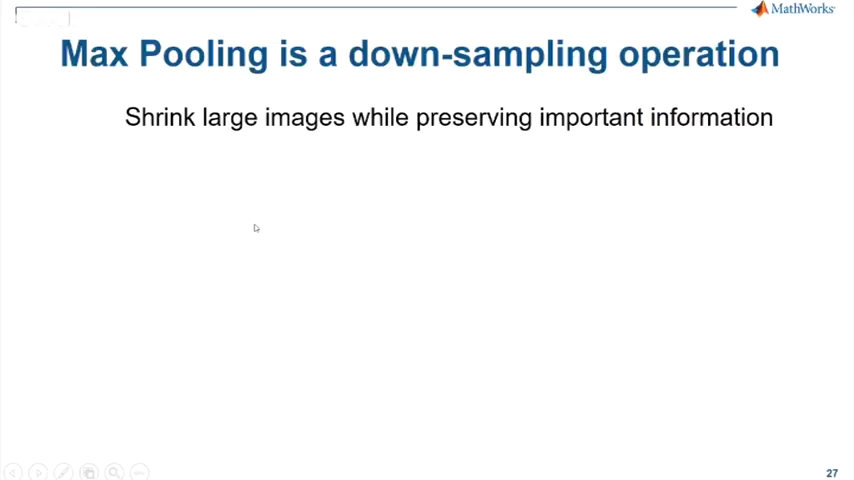 MathWorks
Max Pooling is a down-sampling operation
Shrink large images while preserving important information
27